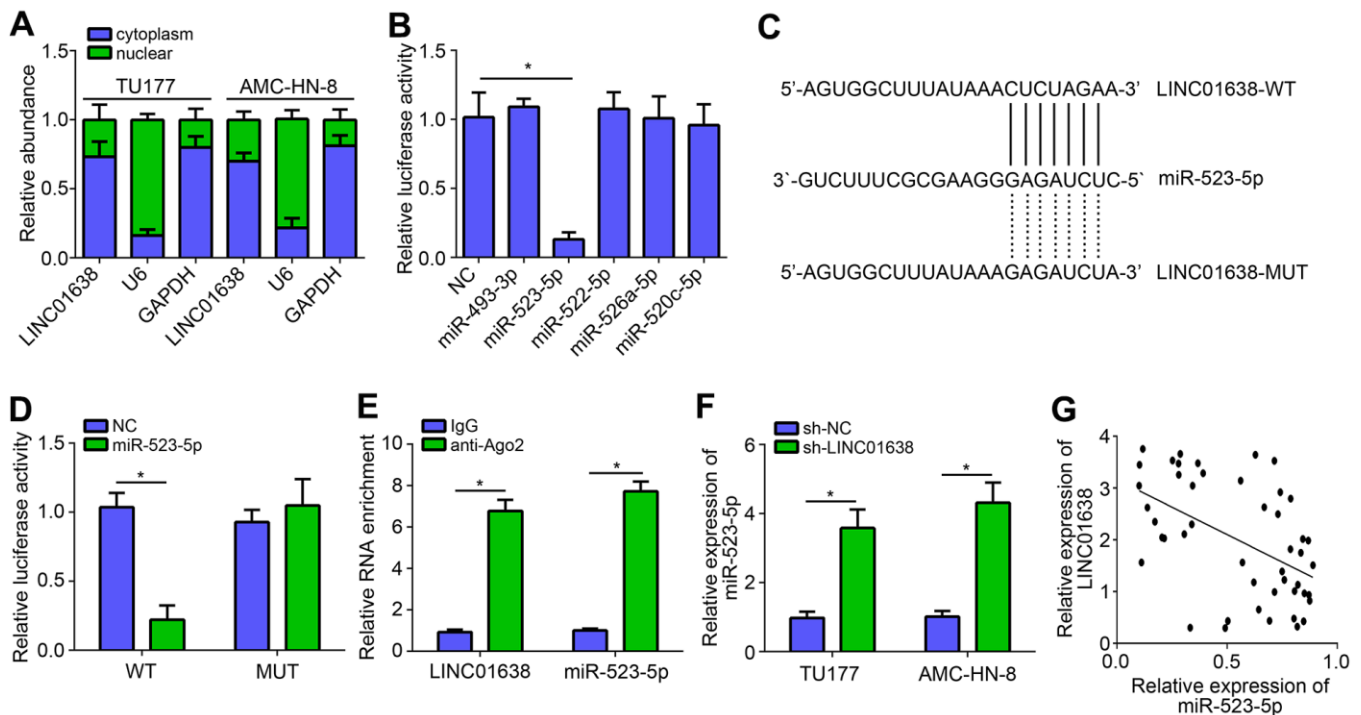 A
cytoplasm
nuclear
TU177
AMC-HN-8
Relative abundance
1.5
1.0
0.5
0.0
LINC01638
U6
GAPDH
LINC01638
U6
GAPDH
B
Relative luciferase activity
1.5
1.0
0.5
0.0
*
NC
miR-493-3p
miR-523-5p
miR-522-5p
miR-526a-5p
miR-520c-5p
C
5'-AGUGGCUUUAUAAACUCUAGAA-3' LINC01638-WT
3`-GUCUUUCGCGAAGGGAGAUCUC-5` miR-523-5p
5'-AGUGGCUUUAUAAAGAGAUCUA-3' LINC01638-MUT
D
NC
miR-523-5p
Relative luciferase activity
1.5
1.0
0.5
0.0
*
WT
MUT
E
IgG
anti-Ago2
Relative RNA enrichment
10
8
6
4
2
0
*
*
LINC01638
miR-523-5p
F
sh-NC
sh-LINC01638
Relative expression of
miR-523-5p
6
4
2
0
*
*
TU177
AMC-HN-8
G
Relative expression of
LINC01638
4
3
2
1
0
0.0
0.5
1.0
Relative expression of
miR-523-5p